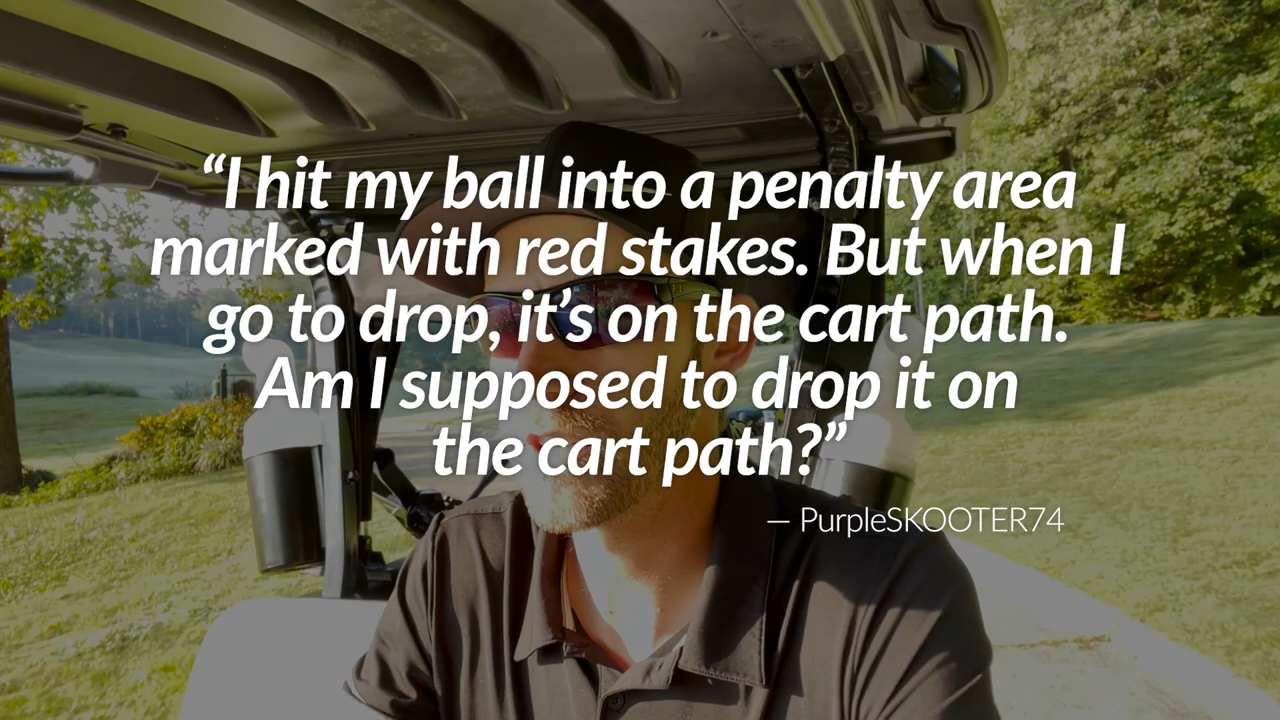 “I hit my ball into a penalty area
marked with red stakes. But when I
go to drop, it’s on the cart path.
Am I supposed to drop it on
the cart path?”
— PurpleSKOOTER74